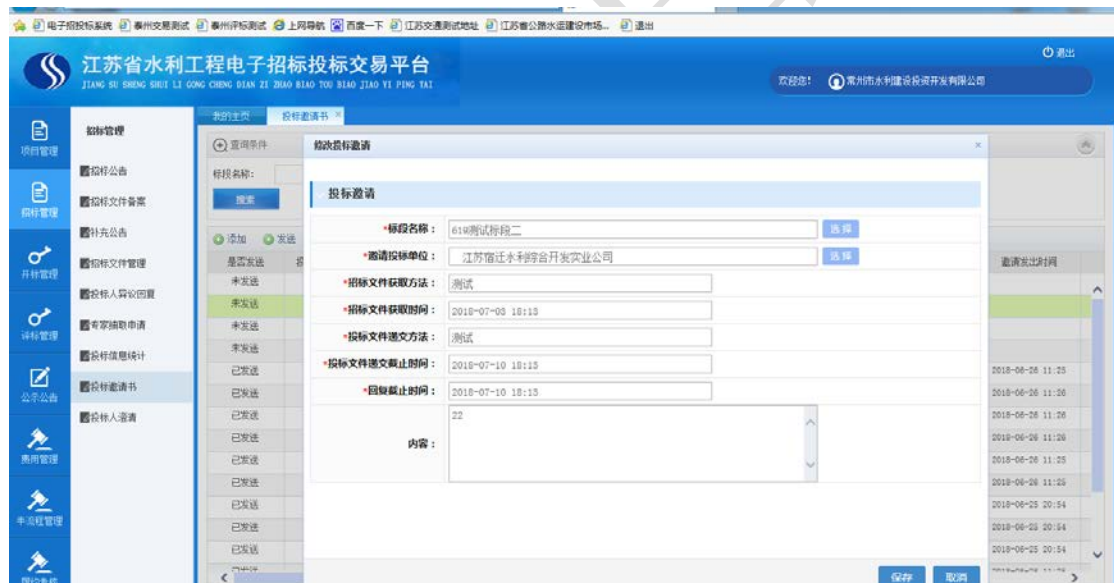 电子招投标系统 泰州交易测试 泰州评标测试 上网导航 百度一下 江苏交通测试地址 江苏省公路水运建设市场... 退出
江苏省水利工程电子招标投标交易平台
JIANG SU SHENG SHUI LI GONG CHENG DIAN ZI ZHAO BIAO TOU BIAO JIAO YI PING TAI
退出
欢迎您! 常州市水利建设投资开发有限公司
我的主页 投标邀请书 ×
项目管理
招标管理
开标管理
评标管理
公示公告
费用管理
招标管理
招标公告
招标文件备案
补充公告
招标文件管理
投标人异议回复
专家抽取申请
投标信息统计
投标邀请书
投标人澄清
查询条件
标段名称:
搜索
添加 发送
是否发送
未发送
未发送
未发送
未发送
已发送
已发送
已发送
已发送
已发送
已发送
已发送
已发送
已发送
修改投标邀请 ×
投标邀请
*标段名称: 619测试标段二 选择
*邀请投标单位: 江苏宿迁水利综合开发实业公司 选择
*招标文件获取方法: 测试
*招标文件获取时间: 2018-07-03 18:13
*投标文件递交方法: 测试
*投标文件递交截止时间: 2018-07-10 18:13
*回复截止时间: 2018-07-10 18:13
内容: 22
保存 取消
邀请发出时间
2018-06-26 11:25
2018-06-26 11:26
2018-06-26 11:26
2018-06-26 11:26
2018-06-26 11:25
2018-06-26 11:25
2018-06-25 20:54
2018-06-25 20:54
2018-06-25 20:54